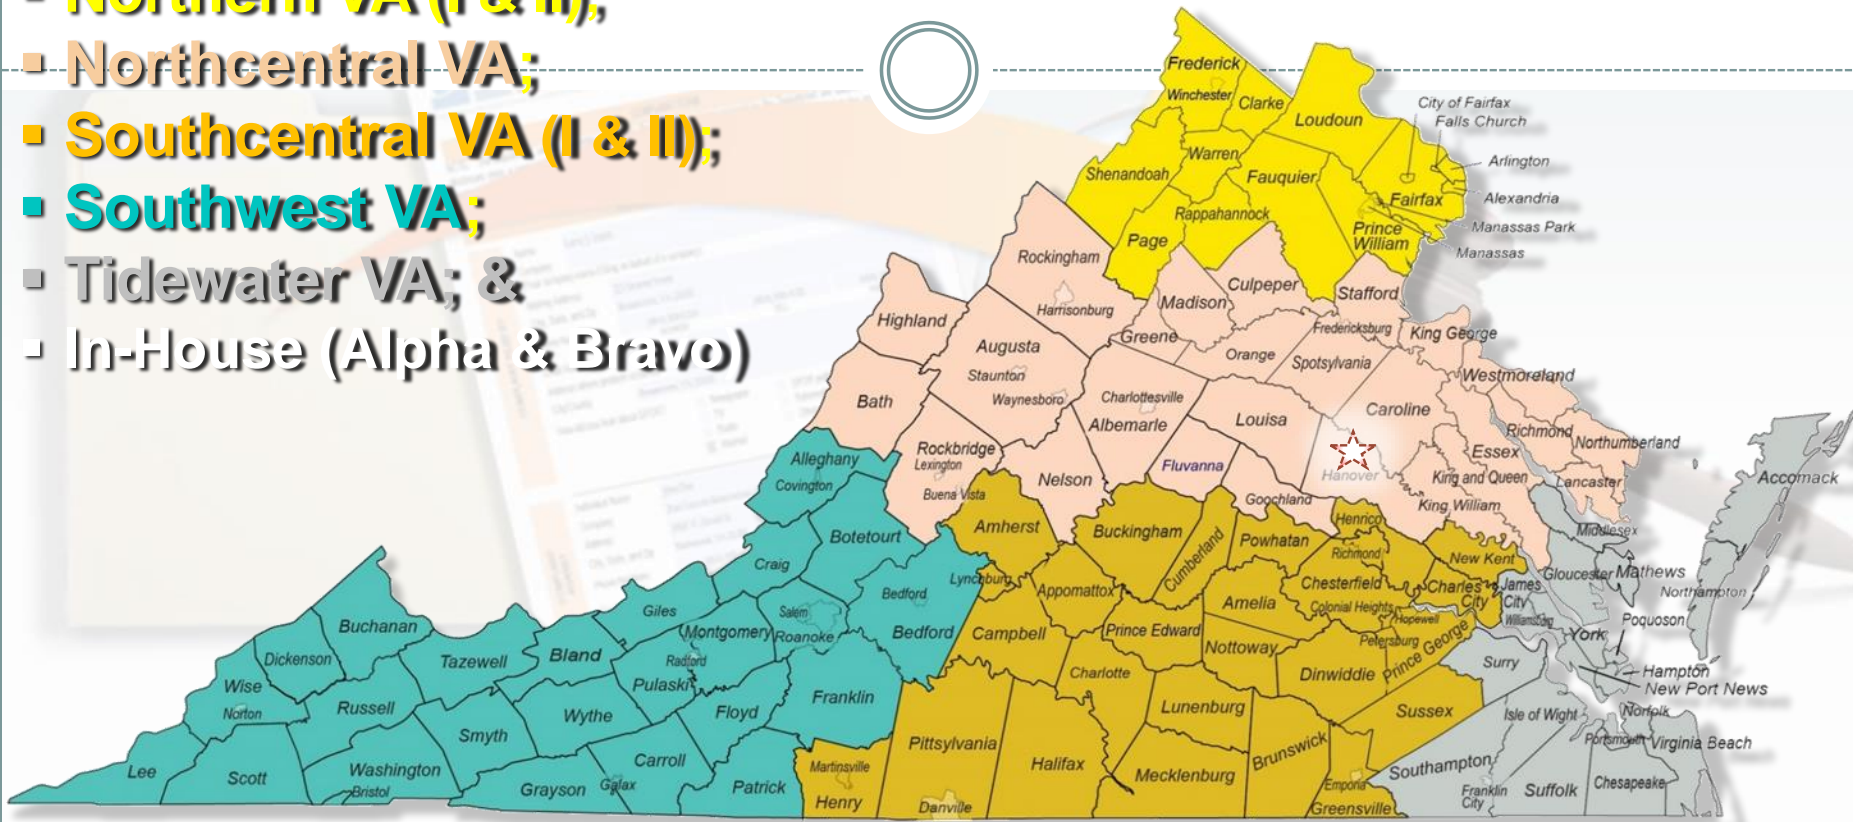 Northern VA (I & II);
Northcentral VA;
Southcentral VA (I & II);
Southwest VA;
Tidewater VA; &
In-House (Alpha & Bravo)
Frederick
Winchester
Clarke
Loudoun
City of Fairfax
Falls Church
Arlington
Alexandria
Manassas Park
Manassas
Warren
Shenandoah
Fauquier
Fairfax
Rappahannock
Prince
William
Page
Rockingham
Harrisonburg
Madison
Culpeper
Stafford
Highland
Greene
Fredericksburg
King George
Augusta
Orange
Spotsylvania
Staunton
Waynesboro
Westmoreland
Bath
Charlottesville
Albemarle
Louisa
Caroline
Richmond
Northumberland
Rockbridge
Lexington
Buena Vista
Nelson
Fluvanna
Hanover
Essex
King and Queen
Lancaster
Accomack
Goochland
King William
Alleghany
Covington
Botetourt
Amherst
Buckingham
Cumberland
Powhatan
Henrico
Richmond
New Kent
Middlesex
Craig
Bedford
Lynchburg
Appomattox
Chesterfield
Charles
City
James
City
Gloucester
Mathews
Northampton
Giles
Salem
Roanoke
Bedford
Campbell
Prince Edward
Amelia
Colonial Heights
Hopewell
Williamsburg
Poquoson
York
Buchanan
Dickenson
Tazewell
Bland
Montgomery
Radford
Pulaski
Charlotte
Nottoway
Dinwiddie
Petersburg
Prince George
Surry
Hampton
New Port News
Wise
Norton
Russell
Wythe
Floyd
Franklin
Lunenburg
Sussex
Isle of Wight
Norfolk
Portsmouth
Virginia Beach
Lee
Scott
Smyth
Washington
Bristol
Carroll
Grayson
Galax
Patrick
Martinsville
Henry
Pittsylvania
Danville
Halifax
Mecklenburg
Brunswick
Emporia
Greensville
Southampton
Franklin
City
Suffolk
Chesapeake